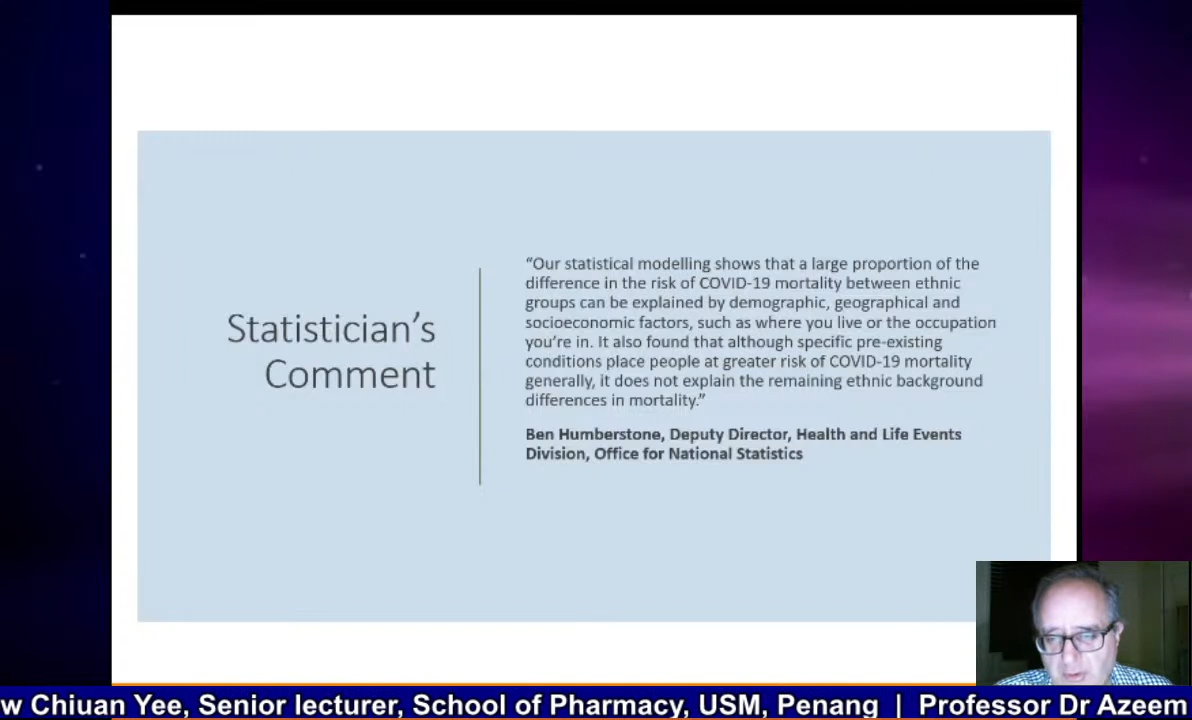 Statistician's
Comment
“Our statistical modelling shows that a large proportion of the
difference in the risk of COVID-19 mortality between ethnic
groups can be explained by demographic, geographical and
socioeconomic factors, such as where you live or the occupation
you're in. It also found that although specific pre-existing
conditions place people at greater risk of COVID-19 mortality
generally, it does not explain the remaining ethnic background
differences in mortality.”
Ben Humberstone, Deputy Director, Health and Life Events
Division, Office for National Statistics
w Chiuan Yee, Senior lecturer, School of Pharmacy, USM, Penang | Professor Dr Azeem